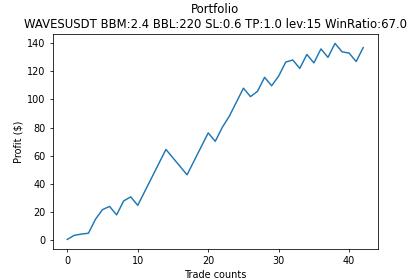 Portfolio
WAVESUSDT BBM:2.4 BBL:220 SL:0.6 TP:1.0 lev:15 WinRatio:67.0
140
120
100
80
60
40
20
0
Profit ($)
0 10 20 30 40
Trade counts